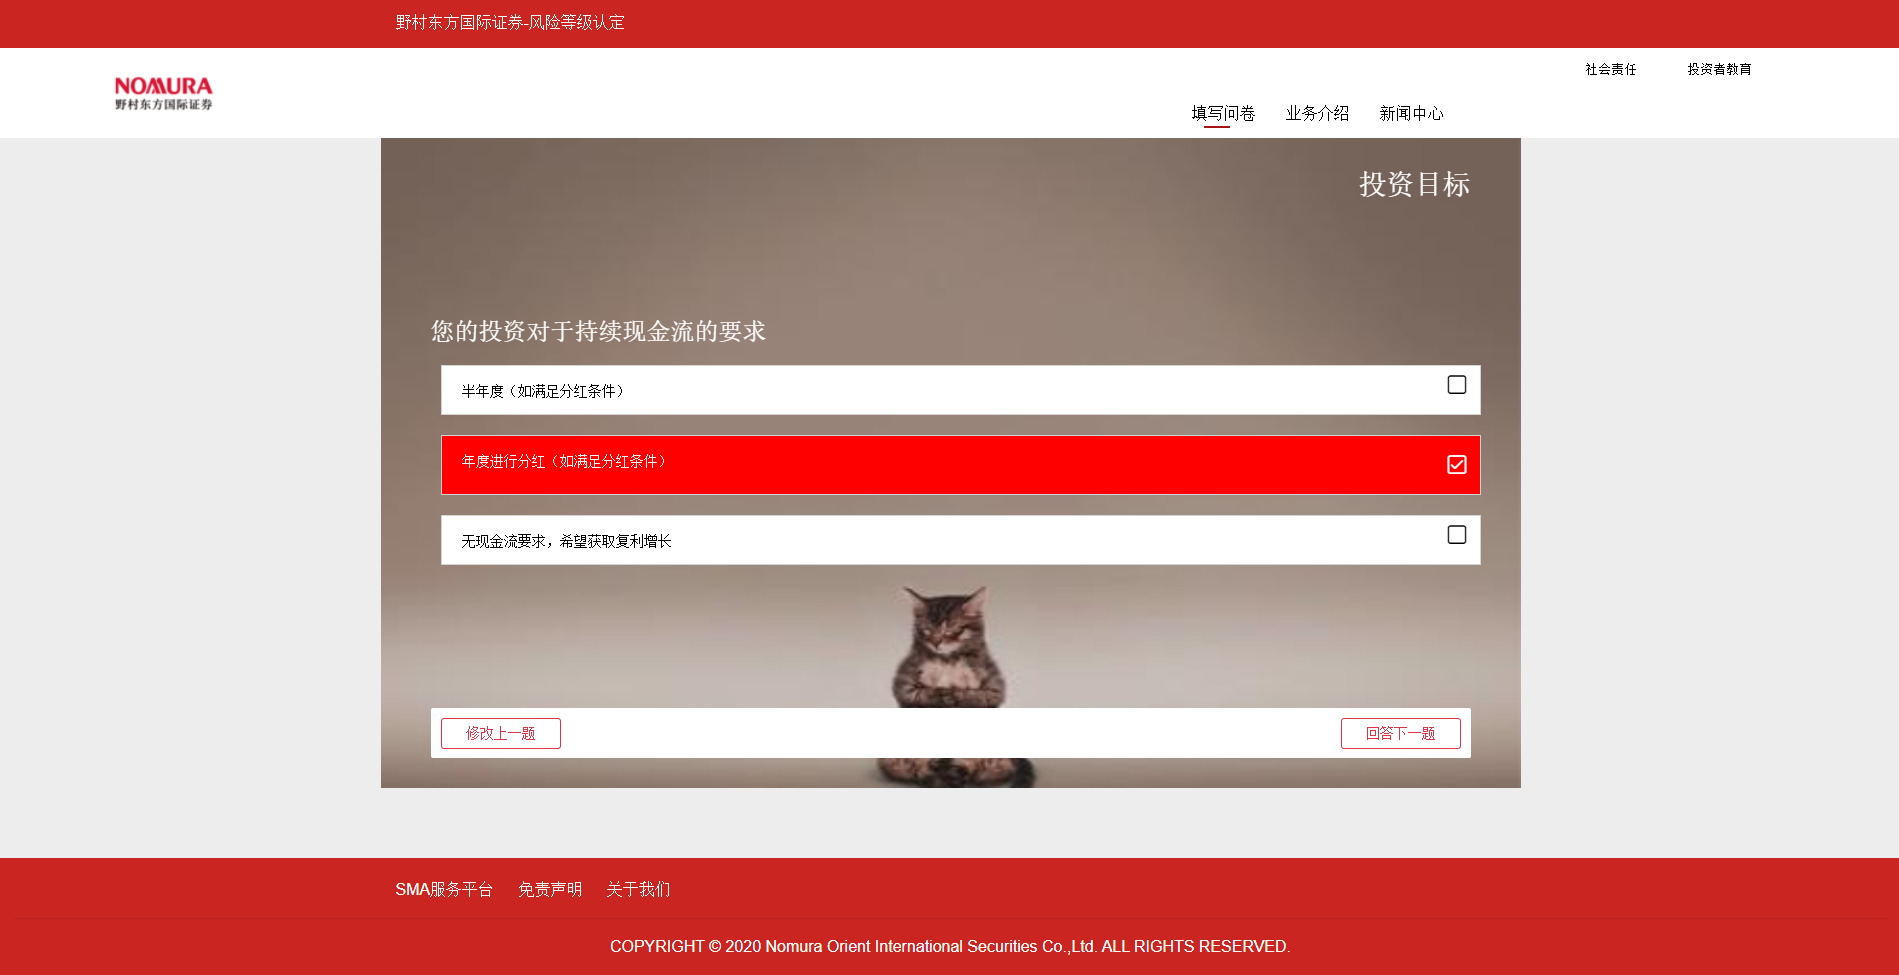 野村东方国际证券-风险等级认定
NOMURA
野村东方国际证券
社会责任 投资者教育
填写问卷 业务介绍 新闻中心
投资目标
您的投资对于持续现金流的要求
半年度（如满足分红条件）
年度进行分红（如满足分红条件）
无现金流要求，希望获取复利增长
修改上一题 回答下一题
SMA服务平台 免责声明 关于我们
COPYRIGHT © 2020 Nomura Orient International Securities Co.,Ltd. ALL RIGHTS RESERVED.